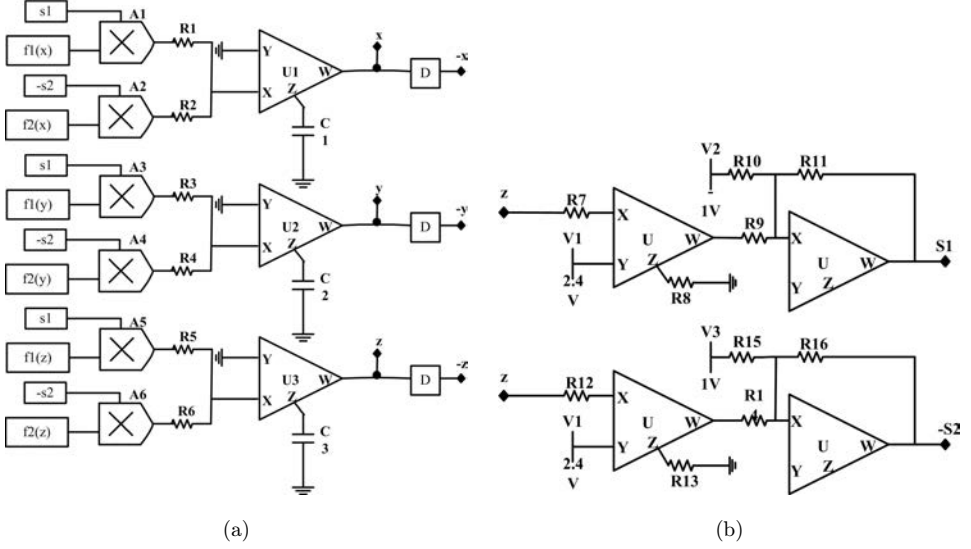 s1
A1
f1(x)
R1
-s2
A2
f2(x)
R2
Y
U1
W
Z
X
x
D
-x
C
1
s1
A3
f1(y)
R3
-s2
A4
f2(y)
R4
Y
U2
W
Z
X
y
D
-y
C
2
s1
A5
f1(z)
R5
-s2
A6
f2(z)
R6
Y
U3
W
Z
X
z
D
-z
C
3
(a)
V2
R10
R11
-
1V
z
R7
X
R9
X
V1
U
W
U
W
S1
Y
Z
Y
Z
2.4
V
R8
V3
R15
R16
1V
z
R12
X
R1
4
X
V1
U
W
U
W
-S2
Y
Z
Y
Z
2.4
V
R13
(b)